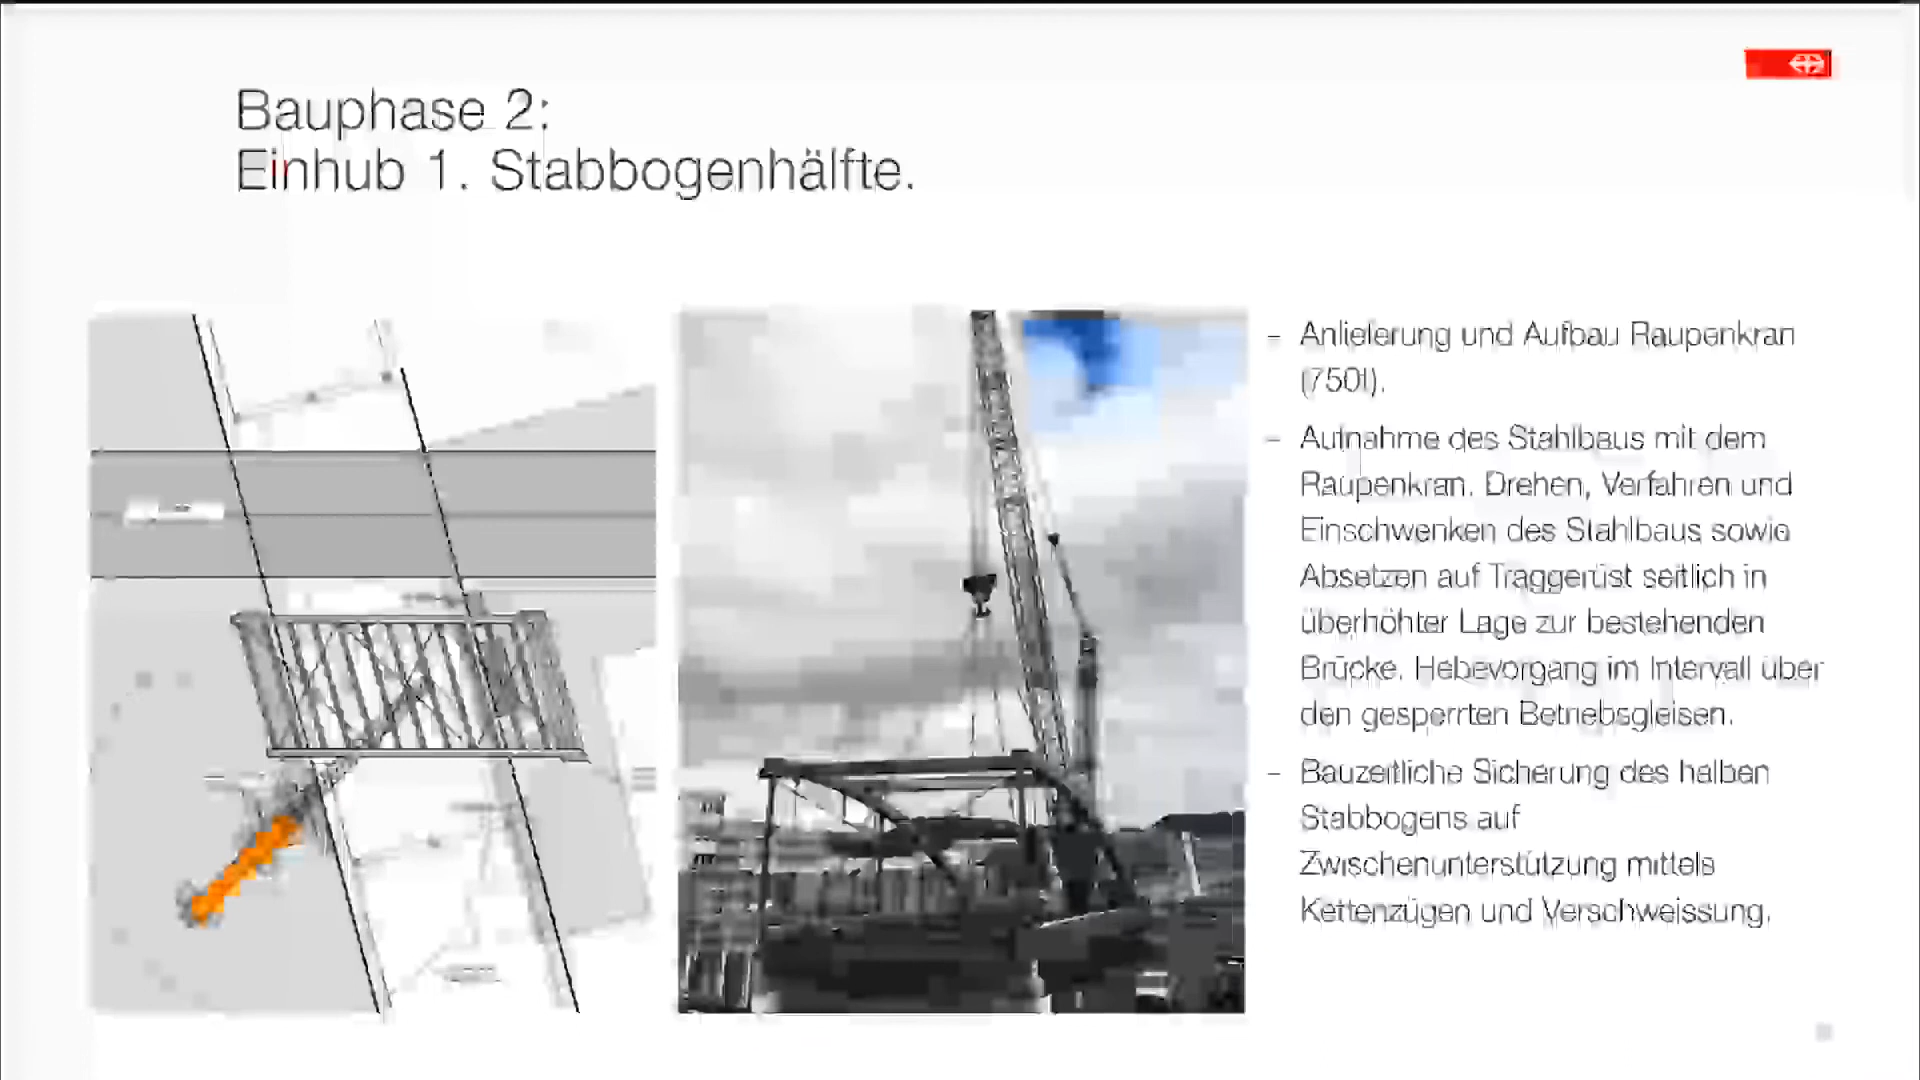 Bauphase 2:
Einhub 1. Stabbogenhälfte.
– Anlieferung und Aufbau Raupenkran
(750t).
– Aufnahme des Stahlbaus mit dem
Raupenkran. Drehen, Verfahren und
Einschwenken des Stahlbaus sowie
Absetzen auf Traggerüst seitlich in
überhöhter Lage zur bestehenden
Brücke. Hebevorgang im Intervall über
den gesperrten Betriebsgleisen.
– Bauzeitliche Sicherung des halben
Stabbogens auf
Zwischenunterstützung mittels
Kettenzügen und Verschweissung.